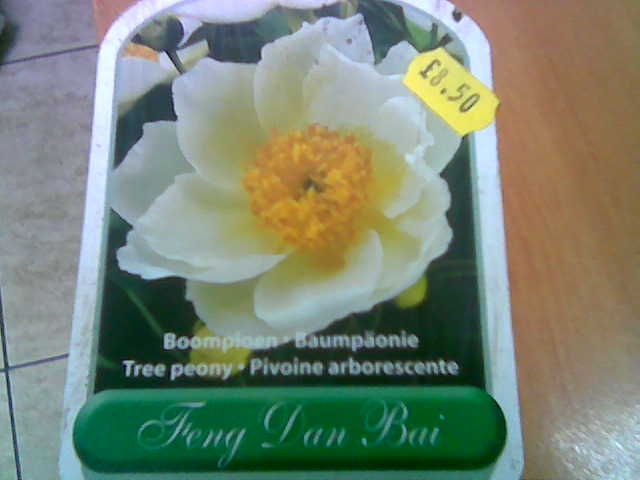 £8.50
Boompioen • Baumpäonie
Tree peony • Pivoine arborescente
Feng Dan Bai